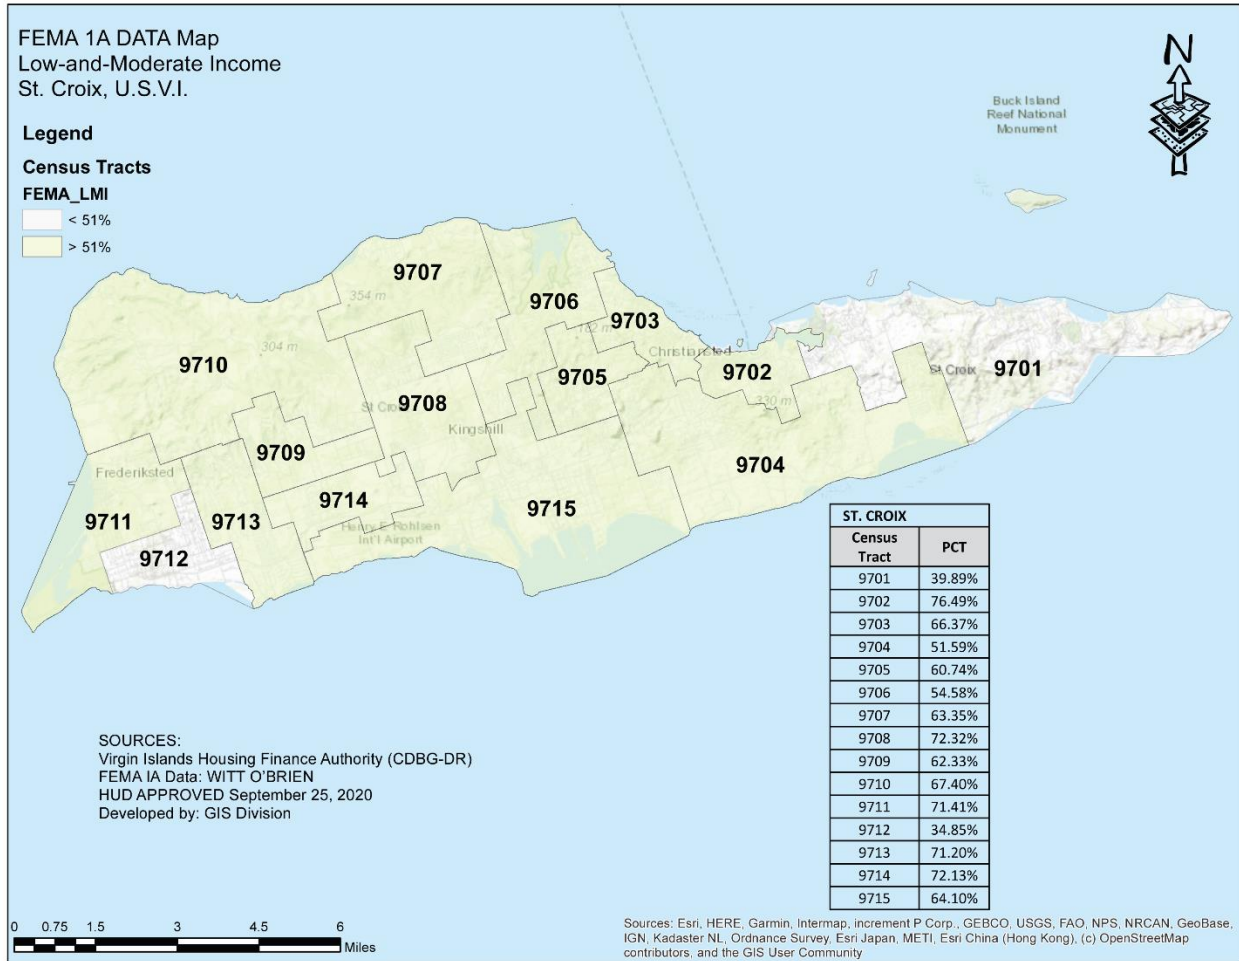 FEMA 1A DATA Map
Low-and-Moderate Income
St. Croix, U.S.V.I.
Legend
Census Tracts
FEMA_LMI
< 51%
> 51%
N
Buck Island
Reef National
Monument
9707
354 m
9706
9703
182 m
304 m
9710
Christiansted
9705
9702
St Croix
9701
330 m
St Croix
9708
Kingshill
9709
9704
Frederiksted
9714
9715
9711
9713
Henry E Rohlsen
Int'l Airport
9712
ST. CROIX
Census Tract PCT
9701 39.89%
9702 76.49%
9703 66.37%
9704 51.59%
9705 60.74%
9706 54.58%
9707 63.35%
9708 72.32%
9709 62.33%
9710 67.40%
9711 71.41%
9712 34.85%
9713 71.20%
9714 72.13%
9715 64.10%
SOURCES:
Virgin Islands Housing Finance Authority (CDBG-DR)
FEMA IA Data: WITT O'BRIEN
HUD APPROVED September 25, 2020
Developed by: GIS Division
0 0.75 1.5 3 4.5 6
Miles
Sources: Esri, HERE, Garmin, Intermap, increment P Corp., GEBCO, USGS, FAO, NPS, NRCAN, GeoBase,
IGN, Kadaster NL, Ordnance Survey, Esri Japan, METI, Esri China (Hong Kong), (c) OpenStreetMap
contributors, and the GIS User Community